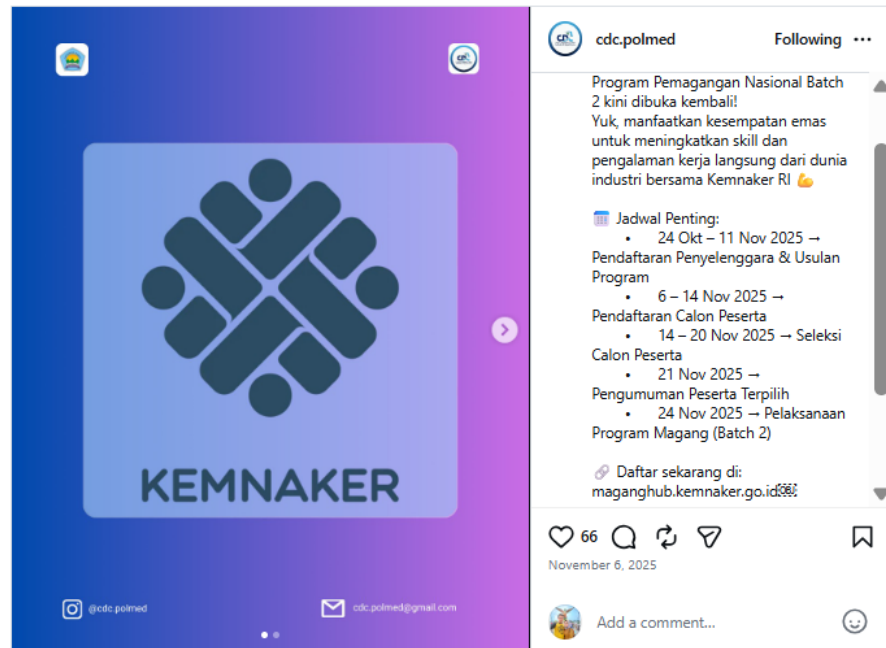 KEMNAKER
@cdc.polmed
cdc.polmed@gmail.com
cdc.polmed
Following
Program Pemagangan Nasional Batch
2 kini dibuka kembali!
Yuk, manfaatkan kesempatan emas
untuk meningkatkan skill dan
pengalaman kerja langsung dari dunia
industri bersama Kemnaker RI 💪
🗓️ Jadwal Penting:
• 24 Okt – 11 Nov 2025 →
Pendaftaran Penyelenggara & Usulan
Program
• 6 – 14 Nov 2025 →
Pendaftaran Calon Peserta
• 14 – 20 Nov 2025 → Seleksi
Calon Peserta
• 21 Nov 2025 →
Pengumuman Peserta Terpilih
• 24 Nov 2025 → Pelaksanaan
Program Magang (Batch 2)
🔗 Daftar sekarang di:
maganghub.kemnaker.go.id
66
November 6, 2025
Add a comment...